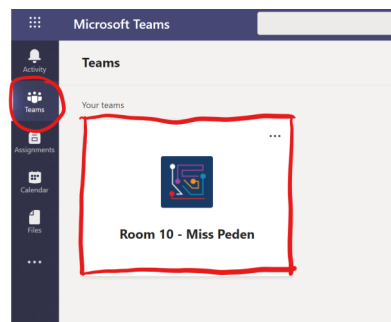 Microsoft Teams
Activity
Teams
Assignments
Calendar
Files
Teams
Your teams
Room 10 - Miss Peden